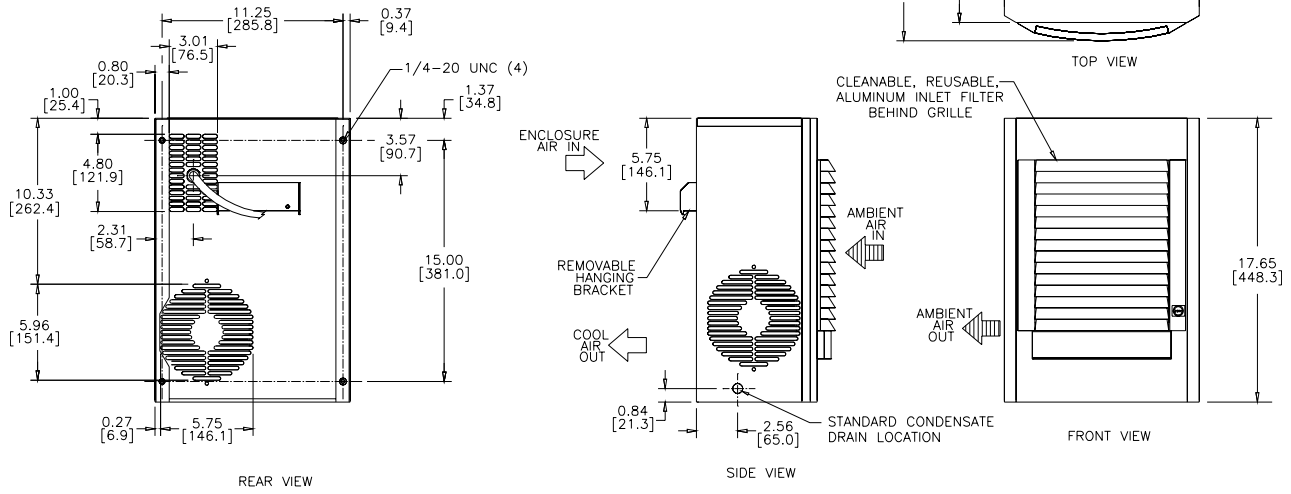 11.25
[285.8]
0.37
[9.4]
3.01
[76.5]
0.80
[20.3]
1/4-20 UNC (4)
1.00
[25.4]
1.37
[34.8]
3.57
[90.7]
4.80
[121.9]
10.33
[262.4]
2.31
[58.7]
15.00
[381.0]
5.96
[151.4]
0.27
[6.9]
5.75
[146.1]
REAR VIEW
ENCLOSURE
AIR IN
5.75
[146.1]
AMBIENT
AIR
IN
REMOVABLE
HANGING
BRACKET
COOL
AIR
OUT
0.84
[21.3]
2.56
[65.0]
STANDARD CONDENSATE
DRAIN LOCATION
SIDE VIEW
TOP VIEW
CLEANABLE, REUSABLE,
ALUMINUM INLET FILTER
BEHIND GRILLE
17.65
[448.3]
AMBIENT
AIR
OUT
FRONT VIEW